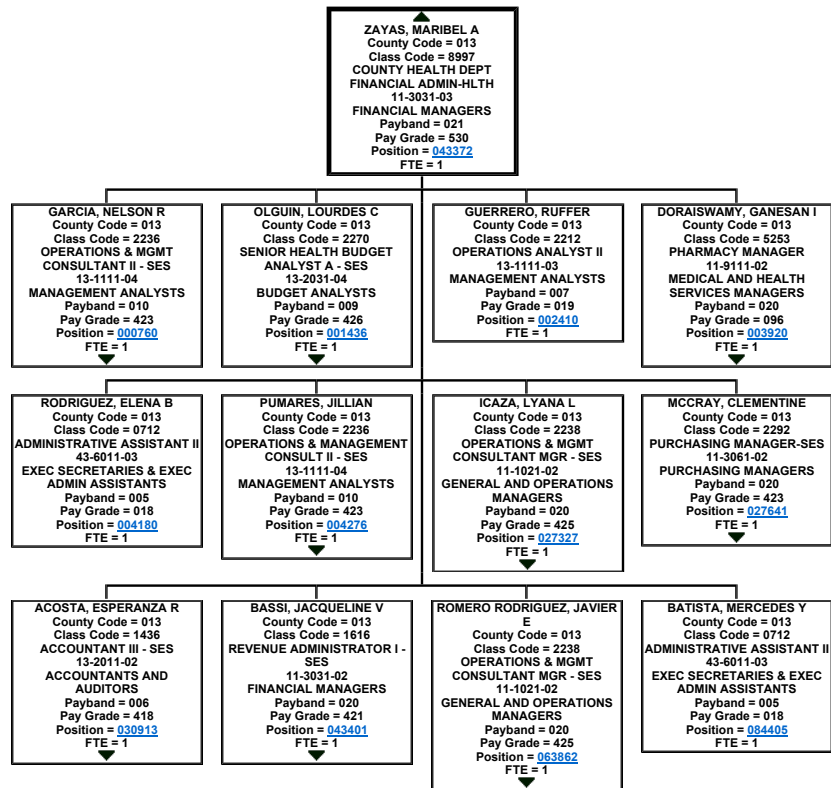 ZAYAS, MARIBEL A
County Code = 013
Class Code = 8997
COUNTY HEALTH DEPT
FINANCIAL ADMIN-HLTH
11-3031-03
FINANCIAL MANAGERS
Payband = 021
Pay Grade = 530
Position = 043372
FTE = 1
GARCIA, NELSON R
County Code = 013
Class Code = 2236
OPERATIONS & MGMT
CONSULTANT II - SES
13-1111-04
MANAGEMENT ANALYSTS
Payband = 010
Pay Grade = 423
Position = 000760
FTE = 1
OLGUIN, LOURDES C
County Code = 013
Class Code = 2270
SENIOR HEALTH BUDGET
ANALYST A - SES
13-2031-04
BUDGET ANALYSTS
Payband = 009
Pay Grade = 426
Position = 001436
FTE = 1
GUERRERO, RUFFER
County Code = 013
Class Code = 2212
OPERATIONS ANALYST II
13-1111-03
MANAGEMENT ANALYSTS
Payband = 007
Pay Grade = 019
Position = 002410
FTE = 1
DORAISWAMY, GANESAN I
County Code = 013
Class Code = 5253
PHARMACY MANAGER
11-9111-02
MEDICAL AND HEALTH
SERVICES MANAGERS
Payband = 020
Pay Grade = 096
Position = 003920
FTE = 1
RODRIGUEZ, ELENA B
County Code = 013
Class Code = 0712
ADMINISTRATIVE ASSISTANT II
43-6011-03
EXEC SECRETARIES & EXEC
ADMIN ASSISTANTS
Payband = 005
Pay Grade = 018
Position = 004180
FTE = 1
PUMARES, JILLIAN
County Code = 013
Class Code = 2236
OPERATIONS & MANAGEMENT
CONSULT II - SES
13-1111-04
MANAGEMENT ANALYSTS
Payband = 010
Pay Grade = 423
Position = 004276
FTE = 1
ICAZA, LYANA L
County Code = 013
Class Code = 2238
OPERATIONS & MGMT
CONSULTANT MGR - SES
11-1021-02
GENERAL AND OPERATIONS
MANAGERS
Payband = 020
Pay Grade = 425
Position = 027327
FTE = 1
MCCRAY, CLEMENTINE
County Code = 013
Class Code = 2292
PURCHASING MANAGER-SES
11-3061-02
PURCHASING MANAGERS
Payband = 020
Pay Grade = 423
Position = 027641
FTE = 1
ACOSTA, ESPERANZA R
County Code = 013
Class Code = 1436
ACCOUNTANT III - SES
13-2011-02
ACCOUNTANTS AND
AUDITORS
Payband = 006
Pay Grade = 418
Position = 030913
FTE = 1
BASSI, JACQUELINE V
County Code = 013
Class Code = 1616
REVENUE ADMINISTRATOR I -
SES
11-3031-02
FINANCIAL MANAGERS
Payband = 020
Pay Grade = 421
Position = 043401
FTE = 1
ROMERO RODRIGUEZ, JAVIER
E
County Code = 013
Class Code = 2238
OPERATIONS & MGMT
CONSULTANT MGR - SES
11-1021-02
GENERAL AND OPERATIONS
MANAGERS
Payband = 020
Pay Grade = 425
Position = 063862
FTE = 1
BATISTA, MERCEDES Y
County Code = 013
Class Code = 0712
ADMINISTRATIVE ASSISTANT II
43-6011-03
EXEC SECRETARIES & EXEC
ADMIN ASSISTANTS
Payband = 005
Pay Grade = 018
Position = 084405
FTE = 1